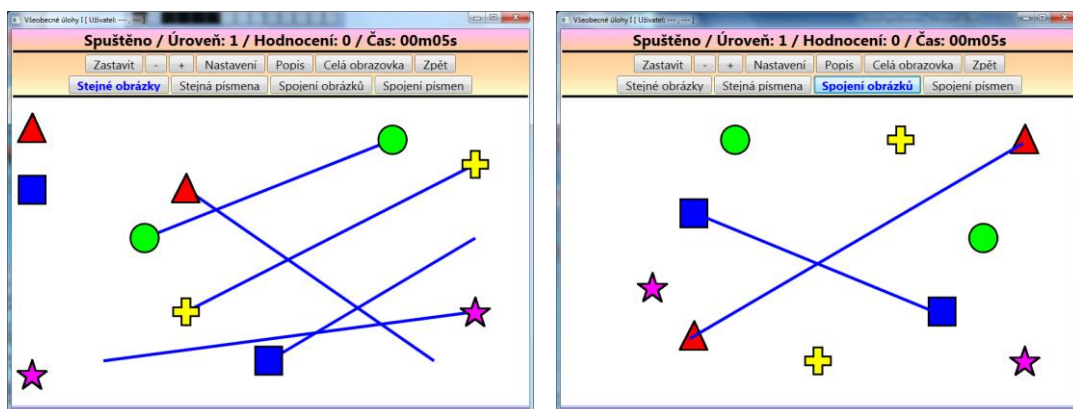 Všeobecné úlohy I [ Uživatel: --- , --- ]
Spuštěno / Úroveň: 1 / Hodnocení: 0 / Čas: 00m05s
Zastavit - + Nastavení Popis Celá obrazovka Zpět
Stejné obrázky Stejná písmena Spojení obrázků Spojení písmen
Všeobecné úlohy I [ Uživatel: --- , --- ]
Spuštěno / Úroveň: 1 / Hodnocení: 0 / Čas: 00m05s
Zastavit - + Nastavení Popis Celá obrazovka Zpět
Stejné obrázky Stejná písmena Spojení obrázků Spojení písmen